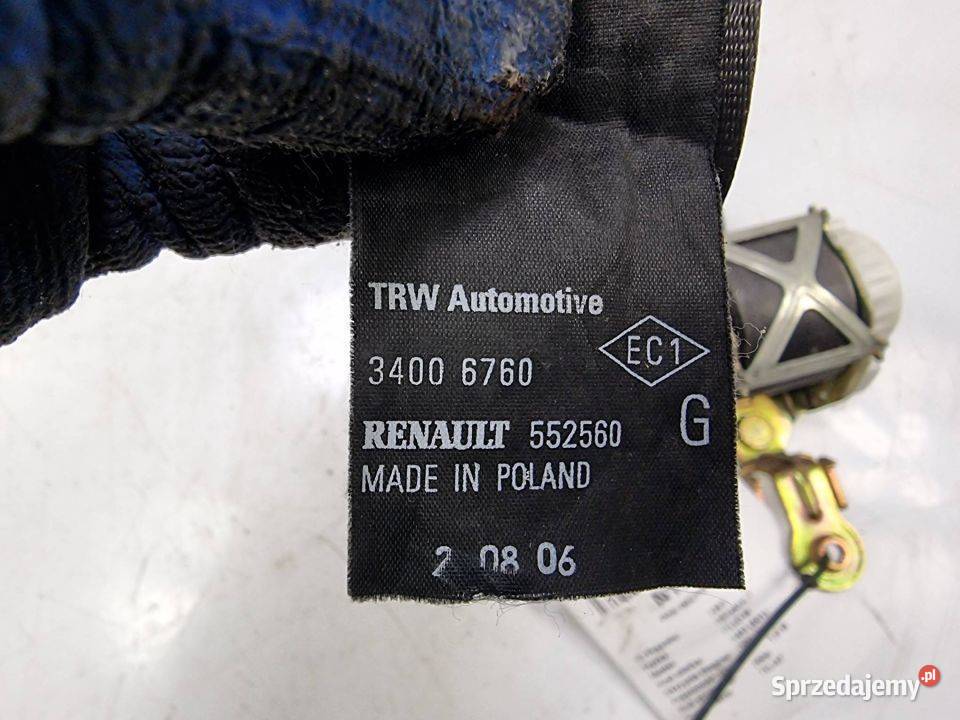 TRW Automotive
3400 6760
EC1
RENAULT 552560
G
MADE IN POLAND
2 08 06
Sprzedajemy.pl